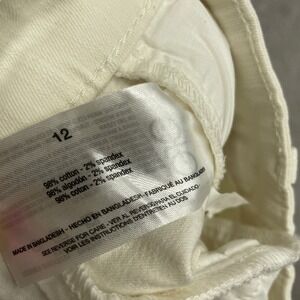 12
98% cotton - 2% spandex
98% algodón - 2% spandex
98% coton - 2% spandex
MADE IN BANGLADESH - HECHO EN BANGLADESH - FABRIQUÉ AU BANGLADESH
SEE REVERSE FOR CARE - VER AL REVERSO PARA EL CUIDADO
VOIR LES INSTRUCTIONS D'ENTRETIEN AU DOS